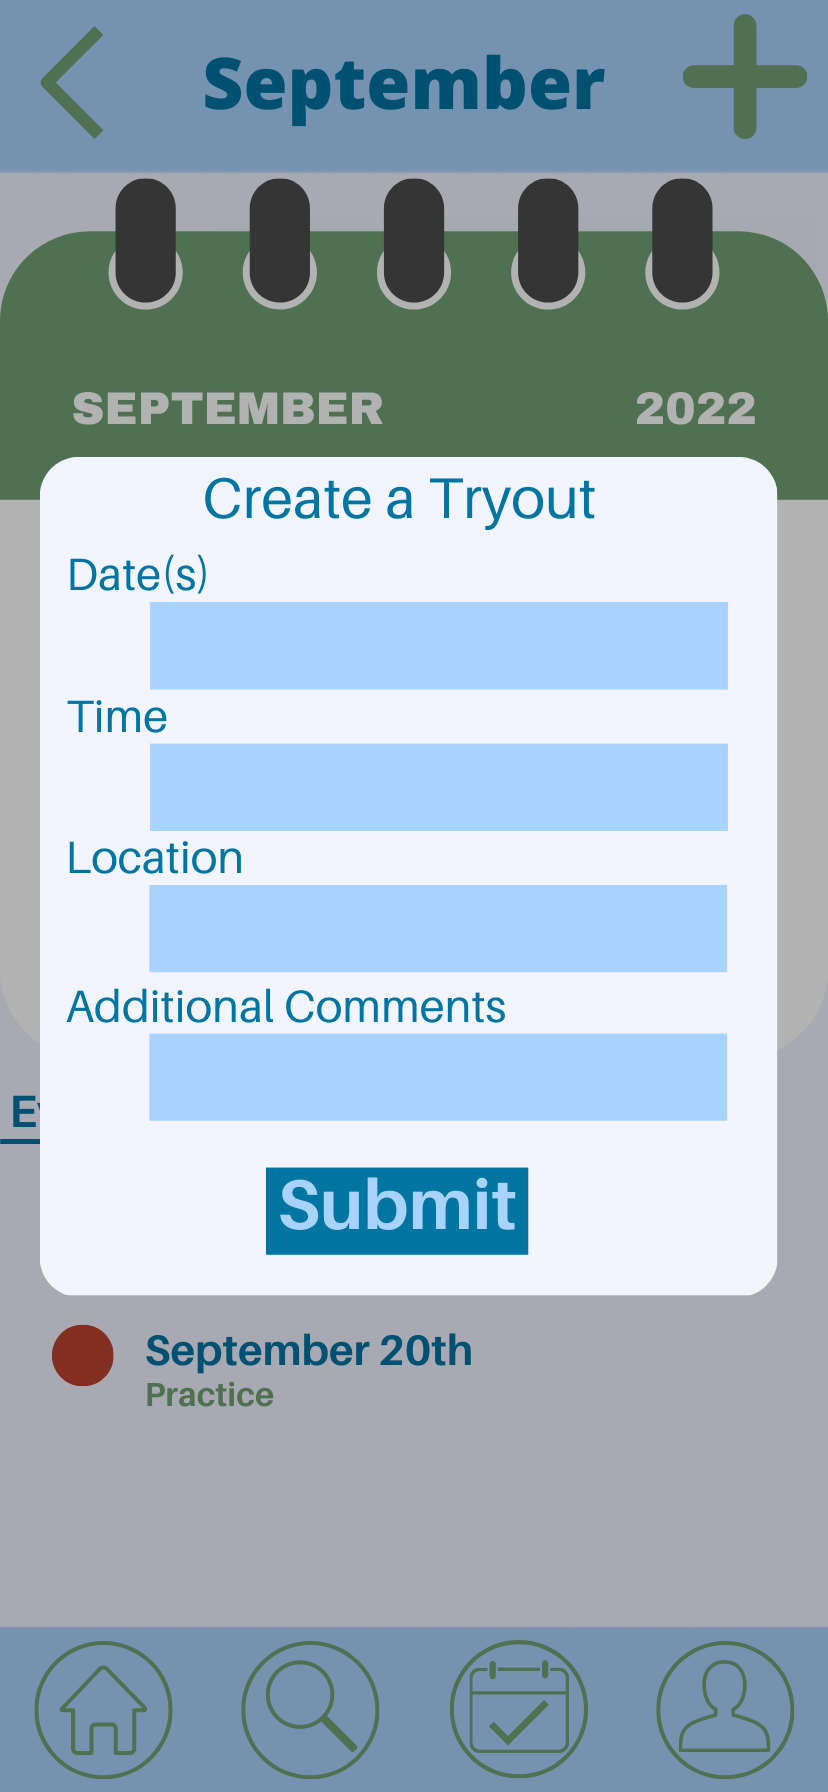 September
SEPTEMBER 2022
Create a Tryout
Date(s)
Time
Location
Additional Comments
Submit
September 20th
Practice